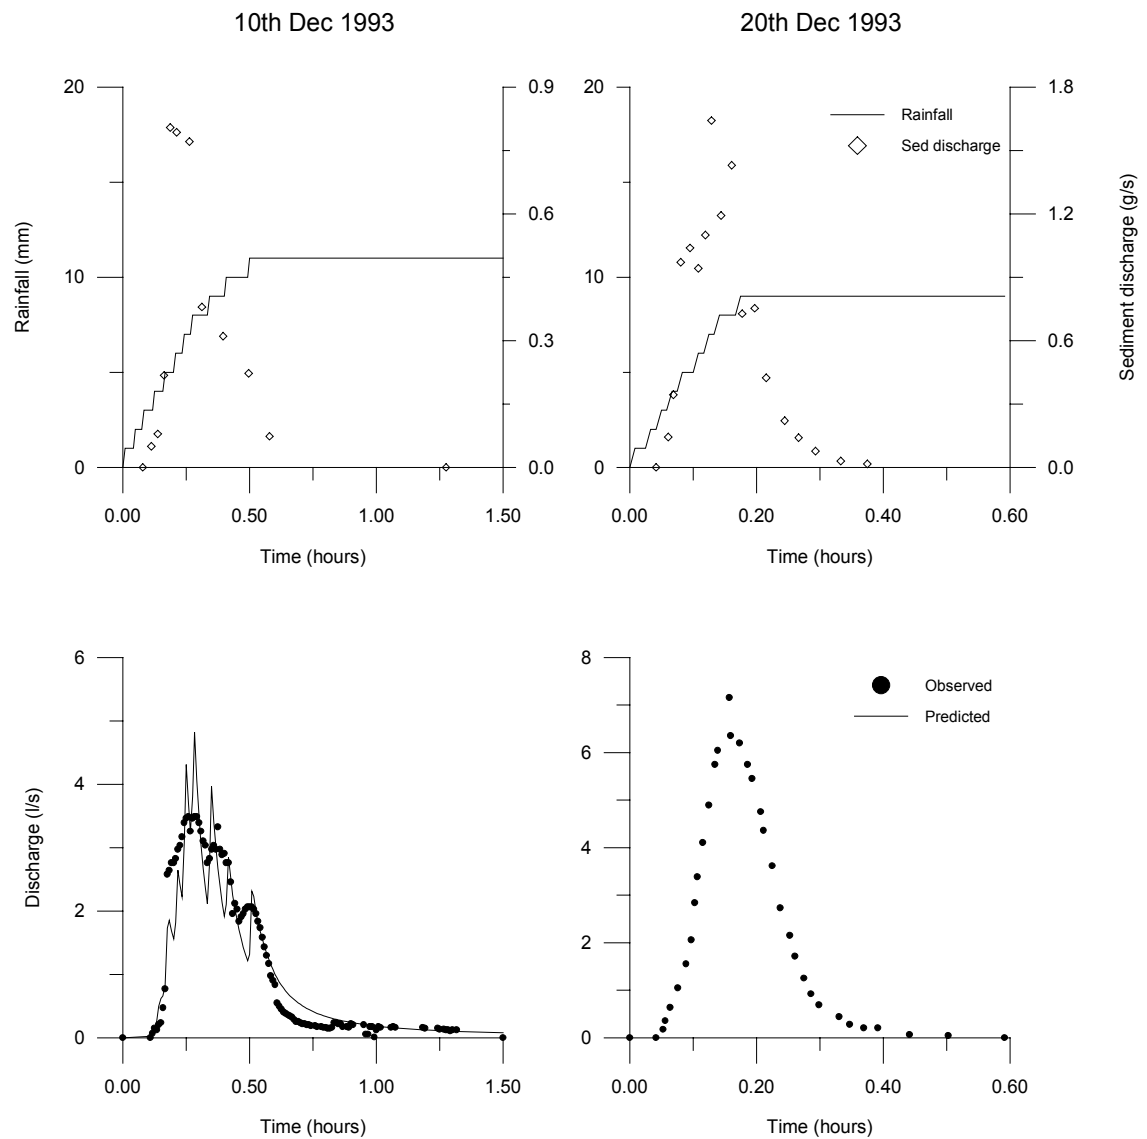 10th Dec 1993
20th Dec 1993
20
10
0
Rainfall (mm)
0.9
0.6
0.3
0.0
0.00 0.50 1.00 1.50
Time (hours)
20
10
0
Rainfall
Sed discharge
1.8
1.2
0.6
0.0
Sediment discharge (g/s)
0.00 0.20 0.40 0.60
Time (hours)
6
4
2
0
Discharge (l/s)
0.00 0.50 1.00 1.50
Time (hours)
8
6
4
2
0
Observed
Predicted
0.00 0.20 0.40 0.60
Time (hours)